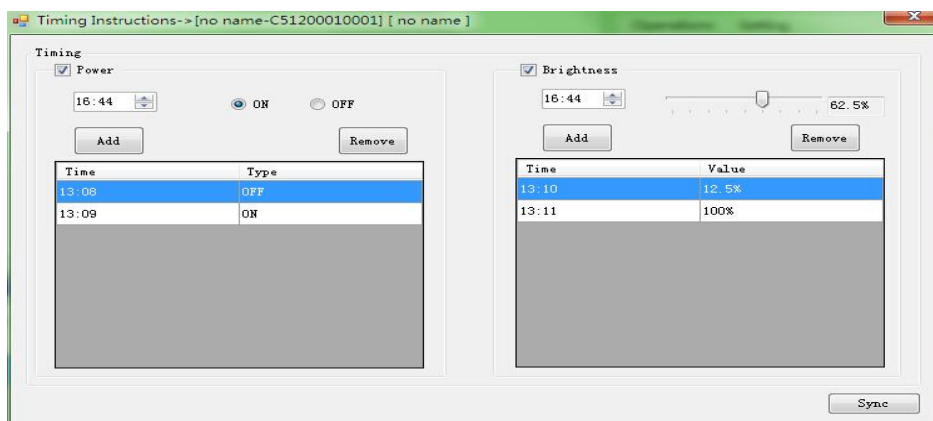 Timing Instructions->[no name-C51200010001] [ no name ]
Operations Setting
Timing
Power
16:44
ON
OFF
Add
Remove
Time Type
13:08 OFF
13:09 ON
Brightness
16:44
62.5%
Add
Remove
Time Value
13:10 12.5%
13:11 100%
Sync